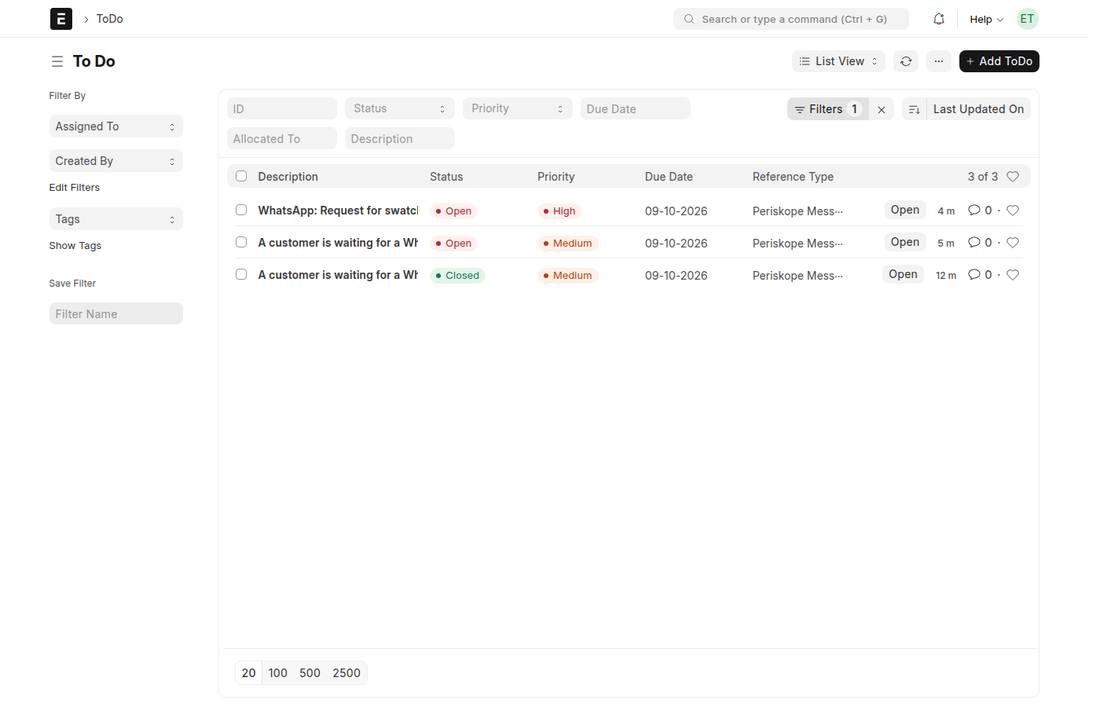 E
ToDo
Search or type a command (Ctrl + G)
Help
ET
To Do
List View
···
+ Add ToDo
Filter By
Assigned To
Created By
Edit Filters
Tags
Show Tags
Save Filter
Filter Name
ID
Status
Priority
Due Date
Filters 1
Last Updated On
Allocated To
Description
Description Status Priority Due Date Reference Type 3 of 3
WhatsApp: Request for swatcl Open High 09-10-2026 Periskope Mess··· Open 4 m 0 ·
A customer is waiting for a Wh Open Medium 09-10-2026 Periskope Mess··· Open 5 m 0 ·
A customer is waiting for a Wh Closed Medium 09-10-2026 Periskope Mess··· Open 12 m 0 ·
20 100 500 2500